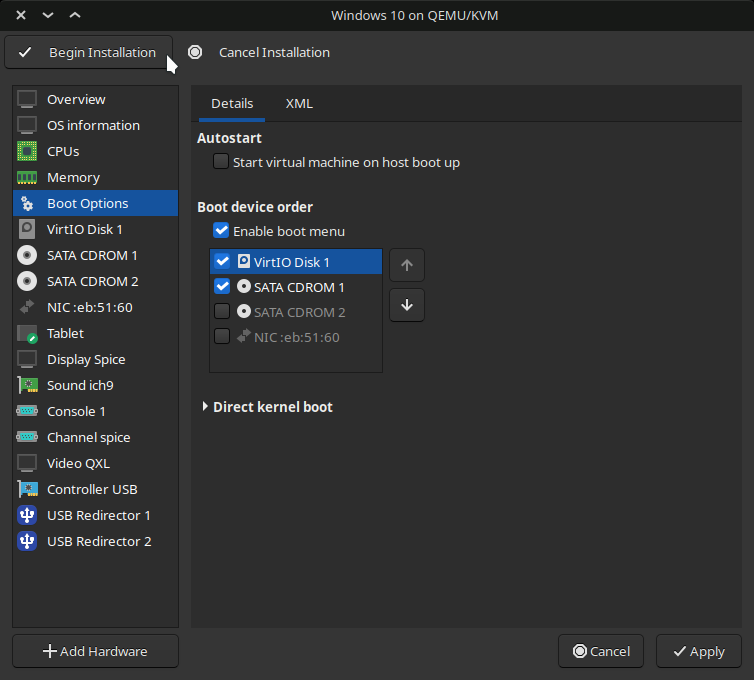 Windows 10 on QEMU/KVM
Begin Installation
Cancel Installation
Overview
OS information
CPUs
Memory
Boot Options
VirtIO Disk 1
SATA CDROM 1
SATA CDROM 2
NIC :eb:51:60
Tablet
Display Spice
Sound ich9
Console 1
Channel spice
Video QXL
Controller USB
USB Redirector 1
USB Redirector 2
Add Hardware
Details
XML
Autostart
Start virtual machine on host boot up
Boot device order
Enable boot menu
VirtIO Disk 1
SATA CDROM 1
SATA CDROM 2
NIC :eb:51:60
Direct kernel boot
Cancel
Apply